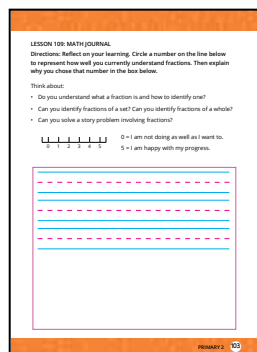 LESSON 109: MATH JOURNAL
Directions: Reflect on your learning. Circle a number on the line below
to represent how well you currently understand fractions. Then explain
why you chose that number in the box below.
Think about:
• Do you understand what a fraction is and how to identify one?
• Can you identify fractions of a set? Can you identify fractions of a whole?
• Can you solve a story problem involving fractions?
0 = I am not doing as well as I want to.
0 1 2 3 4 5
5 = I am happy with my progress.
PRIMARY 2 103